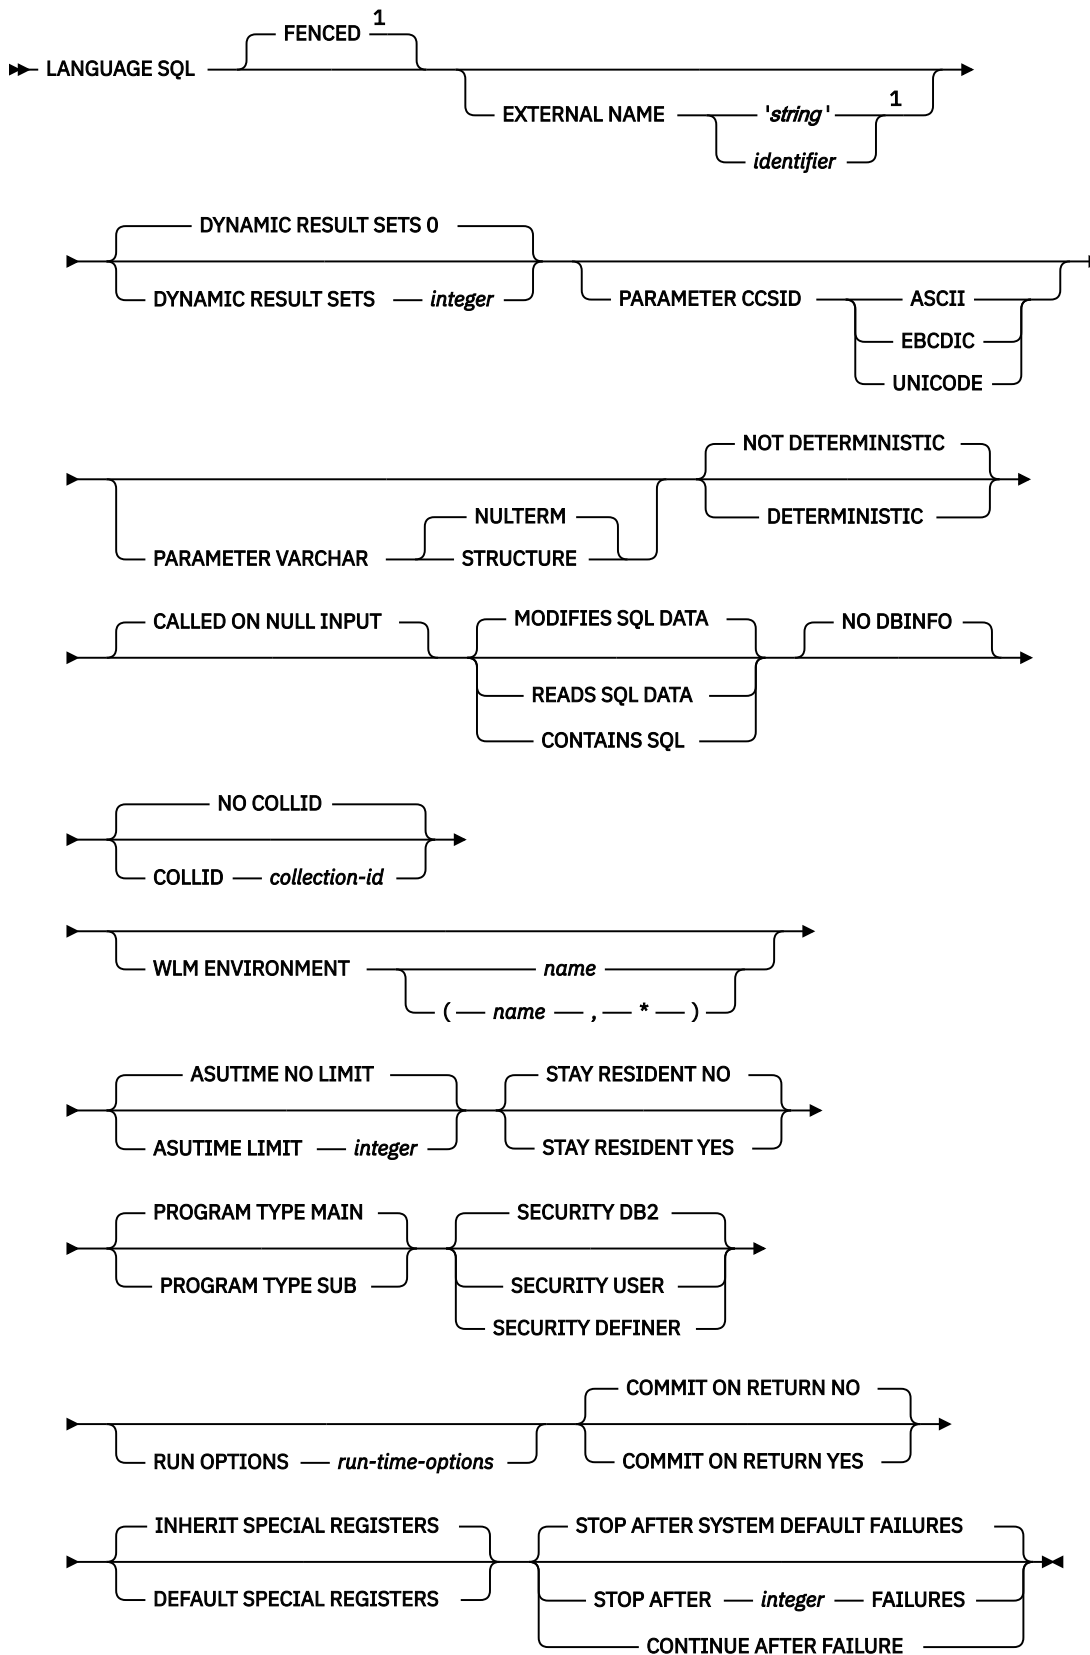 1
FENCED
LANGUAGE SQL
1
EXTERNAL NAME 'string'
identifier
DYNAMIC RESULT SETS 0
DYNAMIC RESULT SETS integer PARAMETER CCSID ASCII
EBCDIC
UNICODE
NOT DETERMINISTIC
NULTERM DETERMINISTIC
PARAMETER VARCHAR STRUCTURE
CALLED ON NULL INPUT MODIFIES SQL DATA NO DBINFO
READS SQL DATA
CONTAINS SQL
NO COLLID
COLLID collection-id
WLM ENVIRONMENT name
( name , * )
ASUTIME NO LIMIT STAY RESIDENT NO
ASUTIME LIMIT integer STAY RESIDENT YES
PROGRAM TYPE MAIN SECURITY DB2
PROGRAM TYPE SUB SECURITY USER
SECURITY DEFINER
COMMIT ON RETURN NO
RUN OPTIONS run-time-options COMMIT ON RETURN YES
INHERIT SPECIAL REGISTERS STOP AFTER SYSTEM DEFAULT FAILURES
DEFAULT SPECIAL REGISTERS STOP AFTER integer FAILURES
CONTINUE AFTER FAILURE